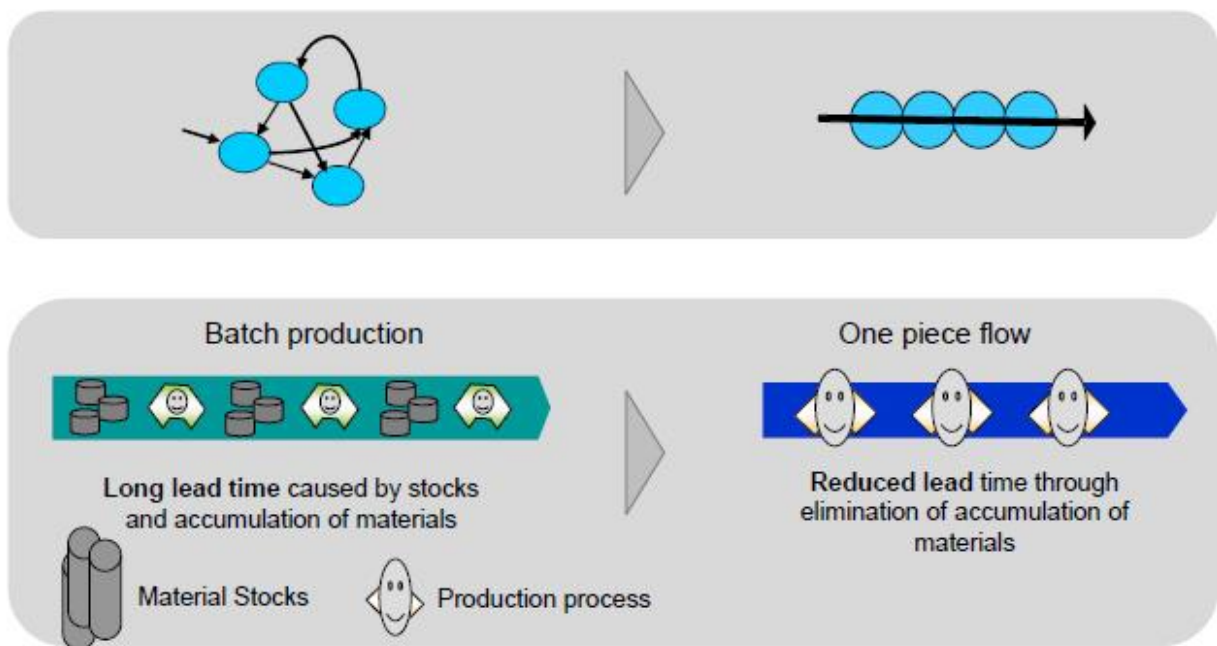 Batch production
One piece flow
Long lead time caused by stocks
and accumulation of materials
Reduced lead time through
elimination of accumulation of
materials
Material Stocks
Production process